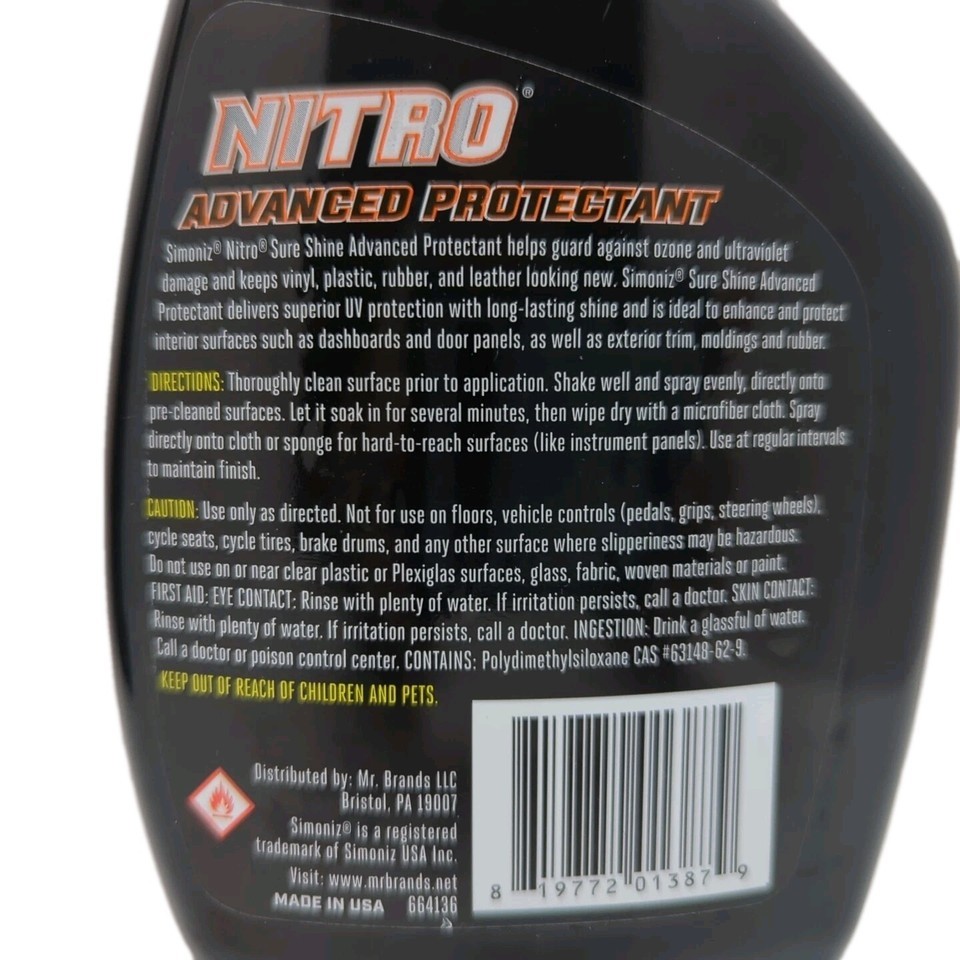 NITRO®
ADVANCED PROTECTANT
Simoniz® Nitro® Sure Shine Advanced Protectant helps guard against ozone and ultraviolet
damage and keeps vinyl, plastic, rubber, and leather looking new. Simoniz® Sure Shine Advanced
Protectant delivers superior UV protection with long-lasting shine and is ideal to enhance and protect
interior surfaces such as dashboards and door panels, as well as exterior trim, moldings and rubber.
DIRECTIONS: Thoroughly clean surface prior to application. Shake well and spray evenly, directly onto
pre-cleaned surfaces. Let it soak in for several minutes, then wipe dry with a microfiber cloth. Spray
directly onto cloth or sponge for hard-to-reach surfaces (like instrument panels). Use at regular intervals
to maintain finish.
CAUTION: Use only as directed. Not for use on floors, vehicle controls (pedals, grips, steering wheels),
cycle seats, cycle tires, brake drums, and any other surface where slipperiness may be hazardous.
Do not use on or near clear plastic or Plexiglas surfaces, glass, fabric, woven materials or paint.
FIRST AID: EYE CONTACT: Rinse with plenty of water. If irritation persists, call a doctor. SKIN CONTACT:
Rinse with plenty of water. If irritation persists, call a doctor. INGESTION: Drink a glassful of water.
Call a doctor or poison control center. CONTAINS: Polydimethylsiloxane CAS #63148-62-9.
KEEP OUT OF REACH OF CHILDREN AND PETS.
Distributed by: Mr. Brands LLC
Bristol, PA 19007
Simoniz® is a registered
trademark of Simoniz USA Inc.
Visit: www.mrbrands.net
MADE IN USA 664136
8 19772 01387 9